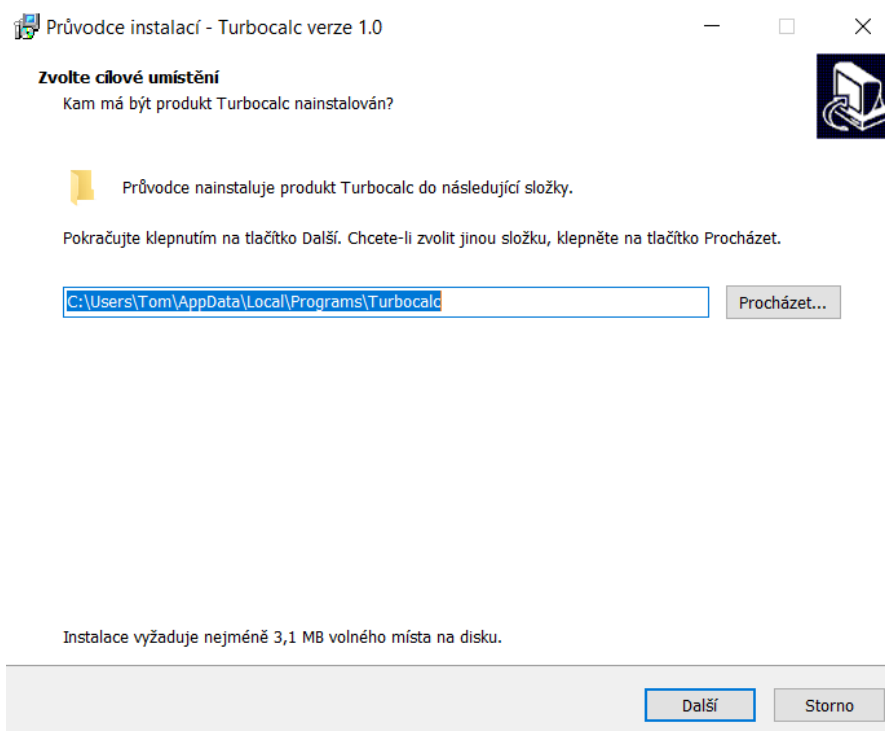 Průvodce instalací - Turbocalc verze 1.0
Zvolte cílové umístění
Kam má být produkt Turbocalc nainstalován?
Průvodce nainstaluje produkt Turbocalc do následující složky.
Pokračujte klepnutím na tlačítko Další. Chcete-li zvolit jinou složku, klepněte na tlačítko Procházet.
C:\Users\Tom\AppData\Local\Programs\Turbocalc
Procházet...
Instalace vyžaduje nejméně 3,1 MB volného místa na disku.
Další
Storno